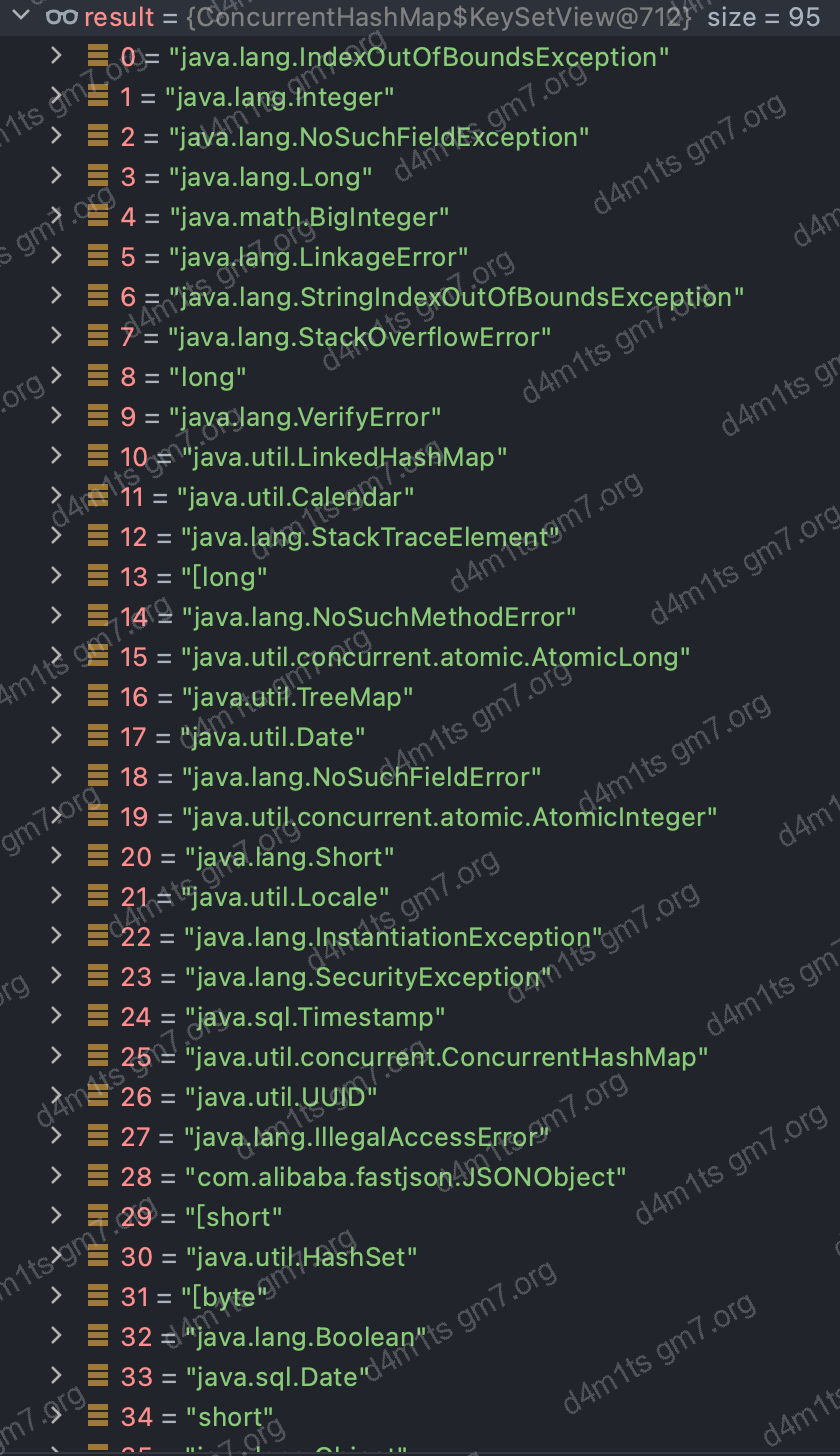 result = {ConcurrentHashMap$KeySetView@712} size = 95
0 = "java.lang.IndexOutOfBoundsException"
1 = "java.lang.Integer"
2 = "java.lang.NoSuchFieldException"
3 = "java.lang.Long"
4 = "java.math.BigInteger"
5 = "java.lang.LinkageError"
6 = "java.lang.StringIndexOutOfBoundsException"
7 = "java.lang.StackOverflowError"
8 = "long"
9 = "java.lang.VerifyError"
10 = "java.util.LinkedHashMap"
11 = "java.util.Calendar"
12 = "java.lang.StackTraceElement"
13 = "[long"
14 = "java.lang.NoSuchMethodError"
15 = "java.util.concurrent.atomic.AtomicLong"
16 = "java.util.TreeMap"
17 = "java.util.Date"
18 = "java.lang.NoSuchFieldError"
19 = "java.util.concurrent.atomic.AtomicInteger"
20 = "java.lang.Short"
21 = "java.util.Locale"
22 = "java.lang.InstantiationException"
23 = "java.lang.SecurityException"
24 = "java.sql.Timestamp"
25 = "java.util.concurrent.ConcurrentHashMap"
26 = "java.util.UUID"
27 = "java.lang.IllegalAccessError"
28 = "com.alibaba.fastjson.JSONObject"
29 = "[short"
30 = "java.util.HashSet"
31 = "[byte"
32 = "java.lang.Boolean"
33 = "java.sql.Date"
34 = "short"
d4m1ts gm7.org